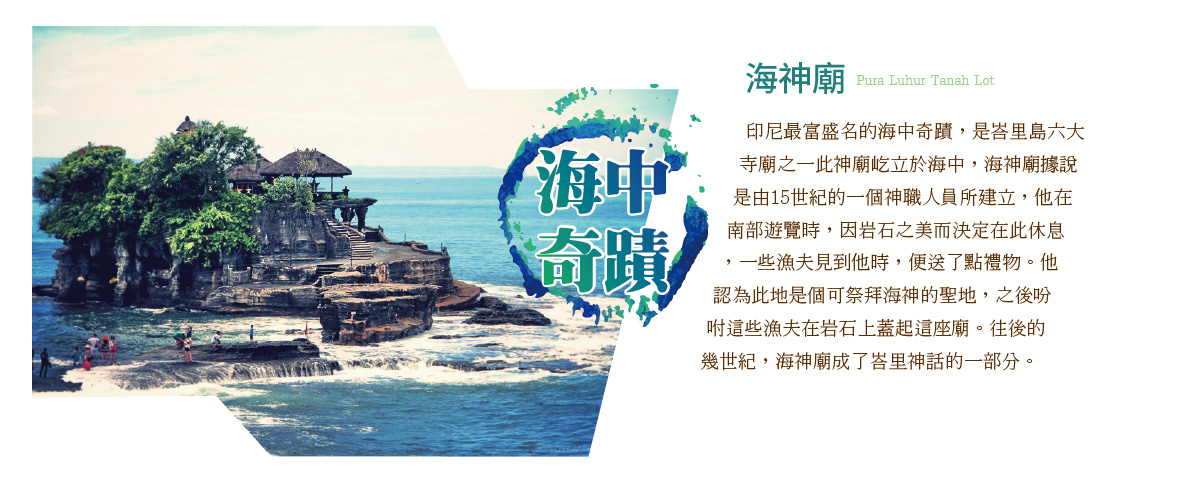 海中
奇蹟
海神廟 Pura Luhur Tanah Lot
印尼最富盛名的海中奇蹟，是峇里島六大
寺廟之一此神廟屹立於海中，海神廟據說
是由15世紀的一個神職人員所建立，他在
南部遊覽時，因岩石之美而決定在此休息
，一些漁夫見到他時，便送了點禮物。他
認為此地是個可祭拜海神的聖地，之後吩
咐這些漁夫在岩石上蓋起這座廟。往後的
幾世紀，海神廟成了峇里神話的一部分。